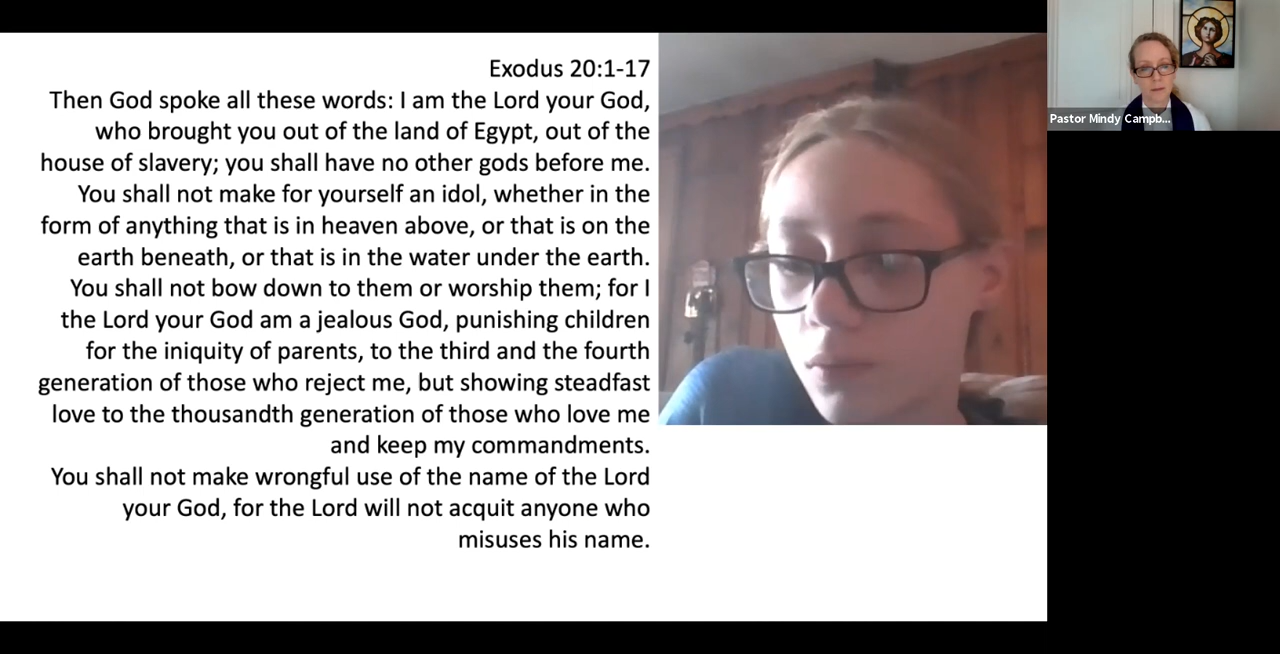 Exodus 20:1-17
Then God spoke all these words: I am the Lord your God,
who brought you out of the land of Egypt, out of the
house of slavery; you shall have no other gods before me.
You shall not make for yourself an idol, whether in the
form of anything that is in heaven above, or that is on the
earth beneath, or that is in the water under the earth.
You shall not bow down to them or worship them; for I
the Lord your God am a jealous God, punishing children
for the iniquity of parents, to the third and the fourth
generation of those who reject me, but showing steadfast
love to the thousandth generation of those who love me
and keep my commandments.
You shall not make wrongful use of the name of the Lord
your God, for the Lord will not acquit anyone who
misuses his name.
Pastor Mindy Campb...